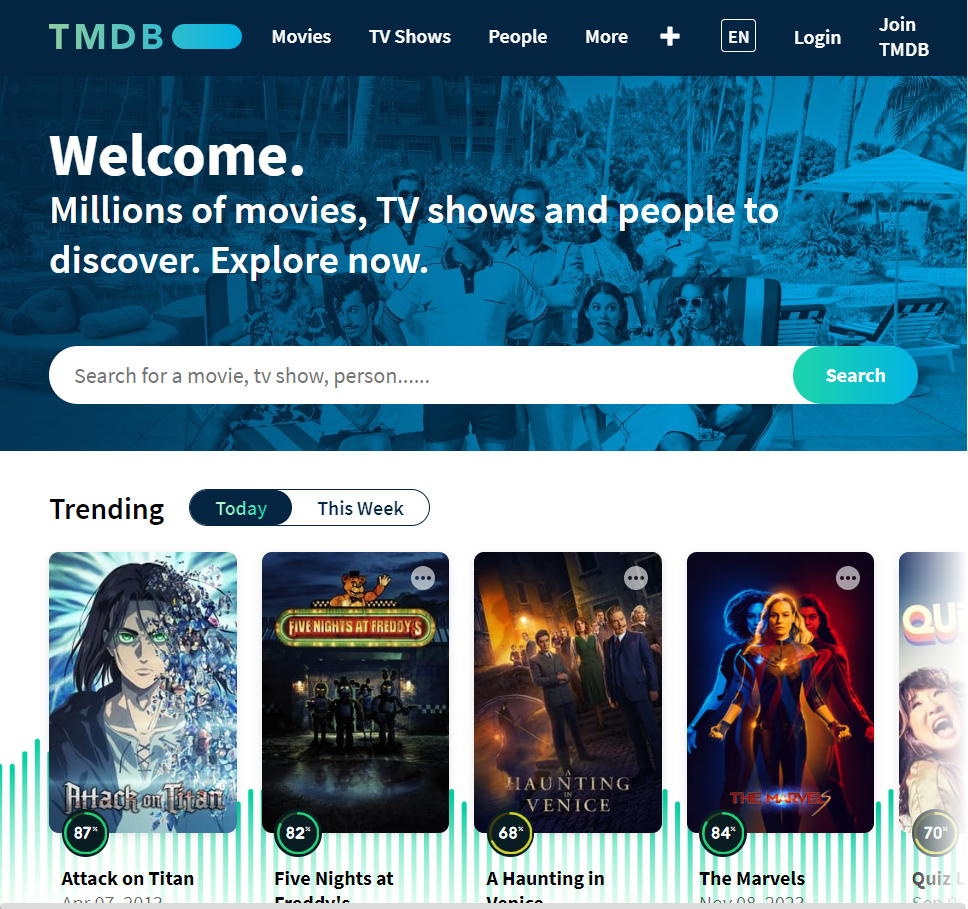 TMDB
Movies
TV Shows
People
More
EN
Login
Join
TMDB
Welcome.
Millions of movies, TV shows and people to
discover. Explore now.
Search for a movie, tv show, person......
Search
Trending
Today
This Week
Attack on Titan
FIVE NIGHTS AT FREDDY'S
A
HAUNTING
IN
VENICE
THE MARVELS
QUI
87%
82%
68%
84%
70%
Attack on Titan
Five Nights at
Freddy's
A Haunting in
Venice
The Marvels
Quiz L
Apr 07, 2013
Nov 08, 2023